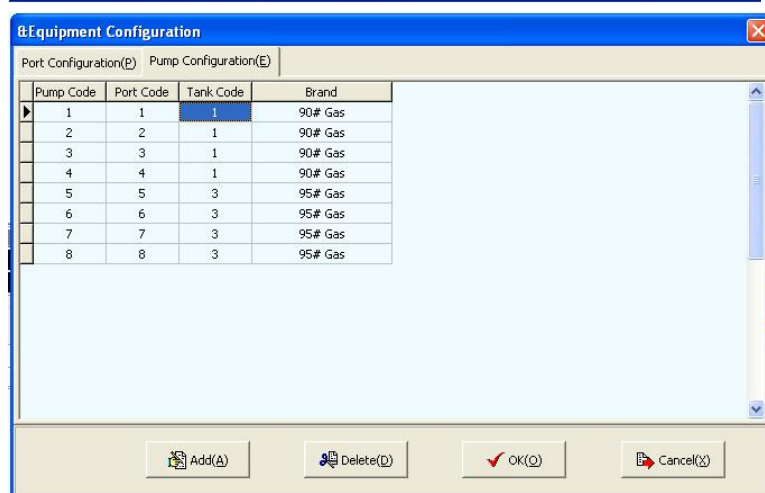 &Equipment Configuration
Port Configuration(P) Pump Configuration(E)
Pump Code Port Code Tank Code Brand
1 1 1 90# Gas
2 2 1 90# Gas
3 3 1 90# Gas
4 4 1 90# Gas
5 5 3 95# Gas
6 6 3 95# Gas
7 7 3 95# Gas
8 8 3 95# Gas
Add(A) Delete(D) OK(O) Cancel(X)